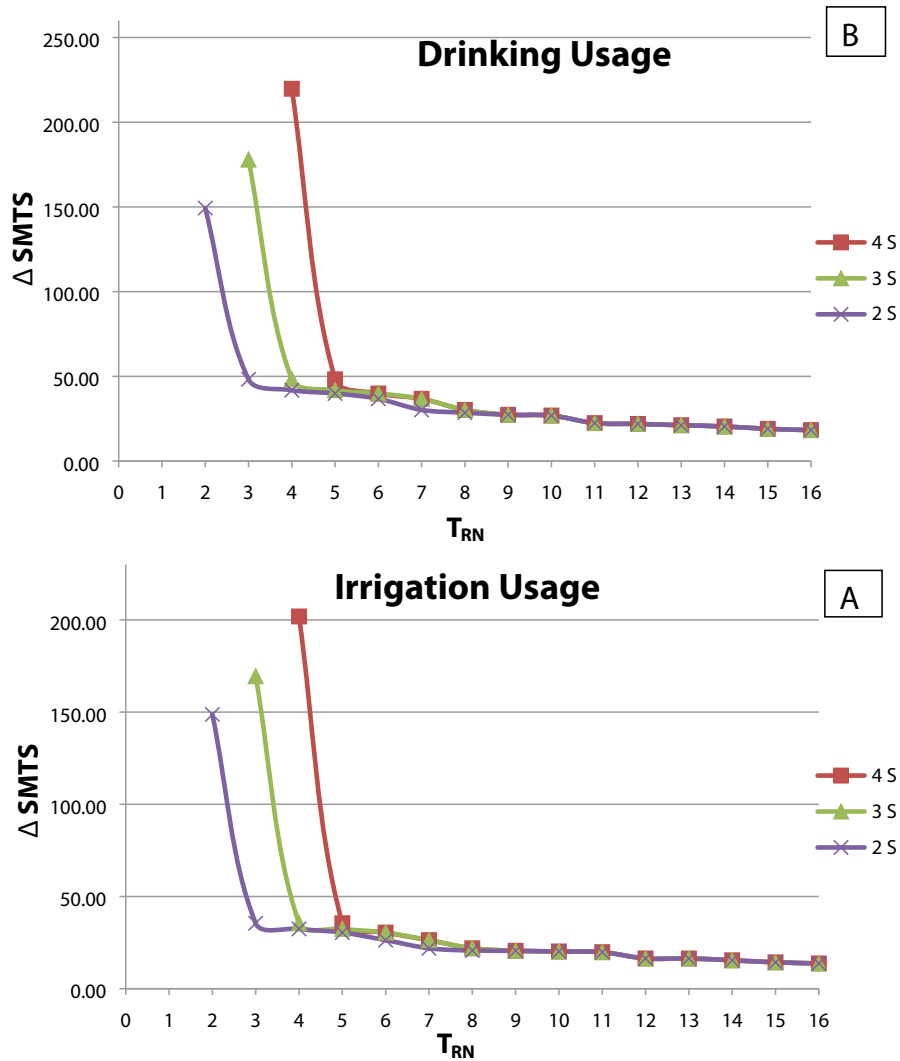 B
Drinking Usage
250.00
200.00
150.00
100.00
50.00
0.00
Δ SMTS
4 S
3 S
2 S
0 1 2 3 4 5 6 7 8 9 10 11 12 13 14 15 16
TRN
A
Irrigation Usage
200.00
150.00
100.00
50.00
0.00
Δ SMTS
4 S
3 S
2 S
0 1 2 3 4 5 6 7 8 9 10 11 12 13 14 15 16
TRN